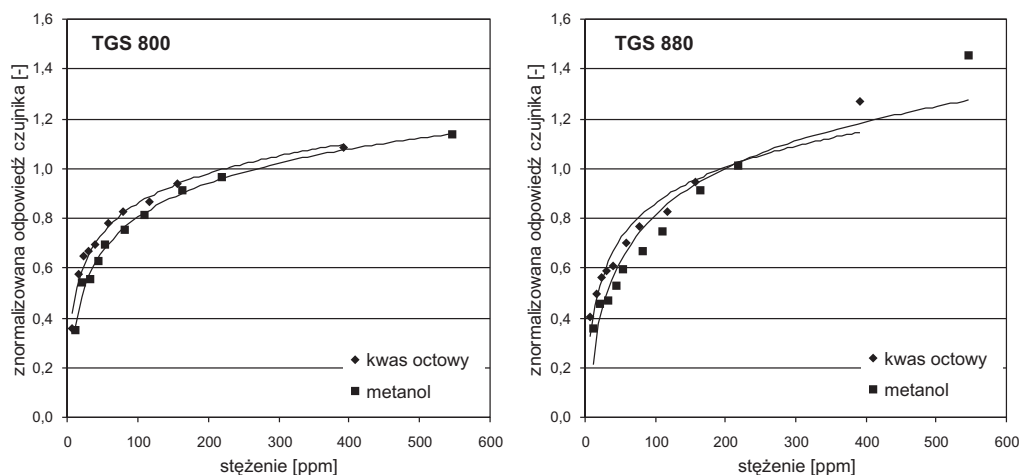 TGS 800
znormalizowana odpowiedź czujnika [-]
1,6
1,4
1,2
1,0
0,8
0,6
0,4
0,2
0,0
kwas octowy
metanol
0 100 200 300 400 500 600
stężenie [ppm]
TGS 880
znormalizowana odpowiedź czujnika [-]
1,6
1,4
1,2
1,0
0,8
0,6
0,4
0,2
0,0
kwas octowy
metanol
0 100 200 300 400 500 600
stężenie [ppm]